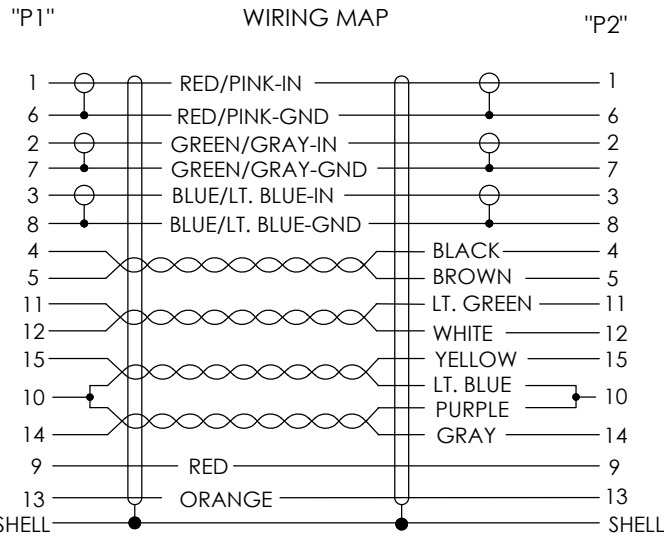 "P1" WIRING MAP "P2"
1 RED/PINK-IN 1
6 RED/PINK-GND 6
2 GREEN/GRAY-IN 2
7 GREEN/GRAY-GND 7
3 BLUE/LT. BLUE-IN 3
8 BLUE/LT. BLUE-GND 8
4 BLACK 4
5 BROWN 5
11 LT. GREEN 11
12 WHITE 12
15 YELLOW 15
LT. BLUE
10 10
PURPLE
14 GRAY 14
9 RED 9
13 ORANGE 13
SHELL SHELL